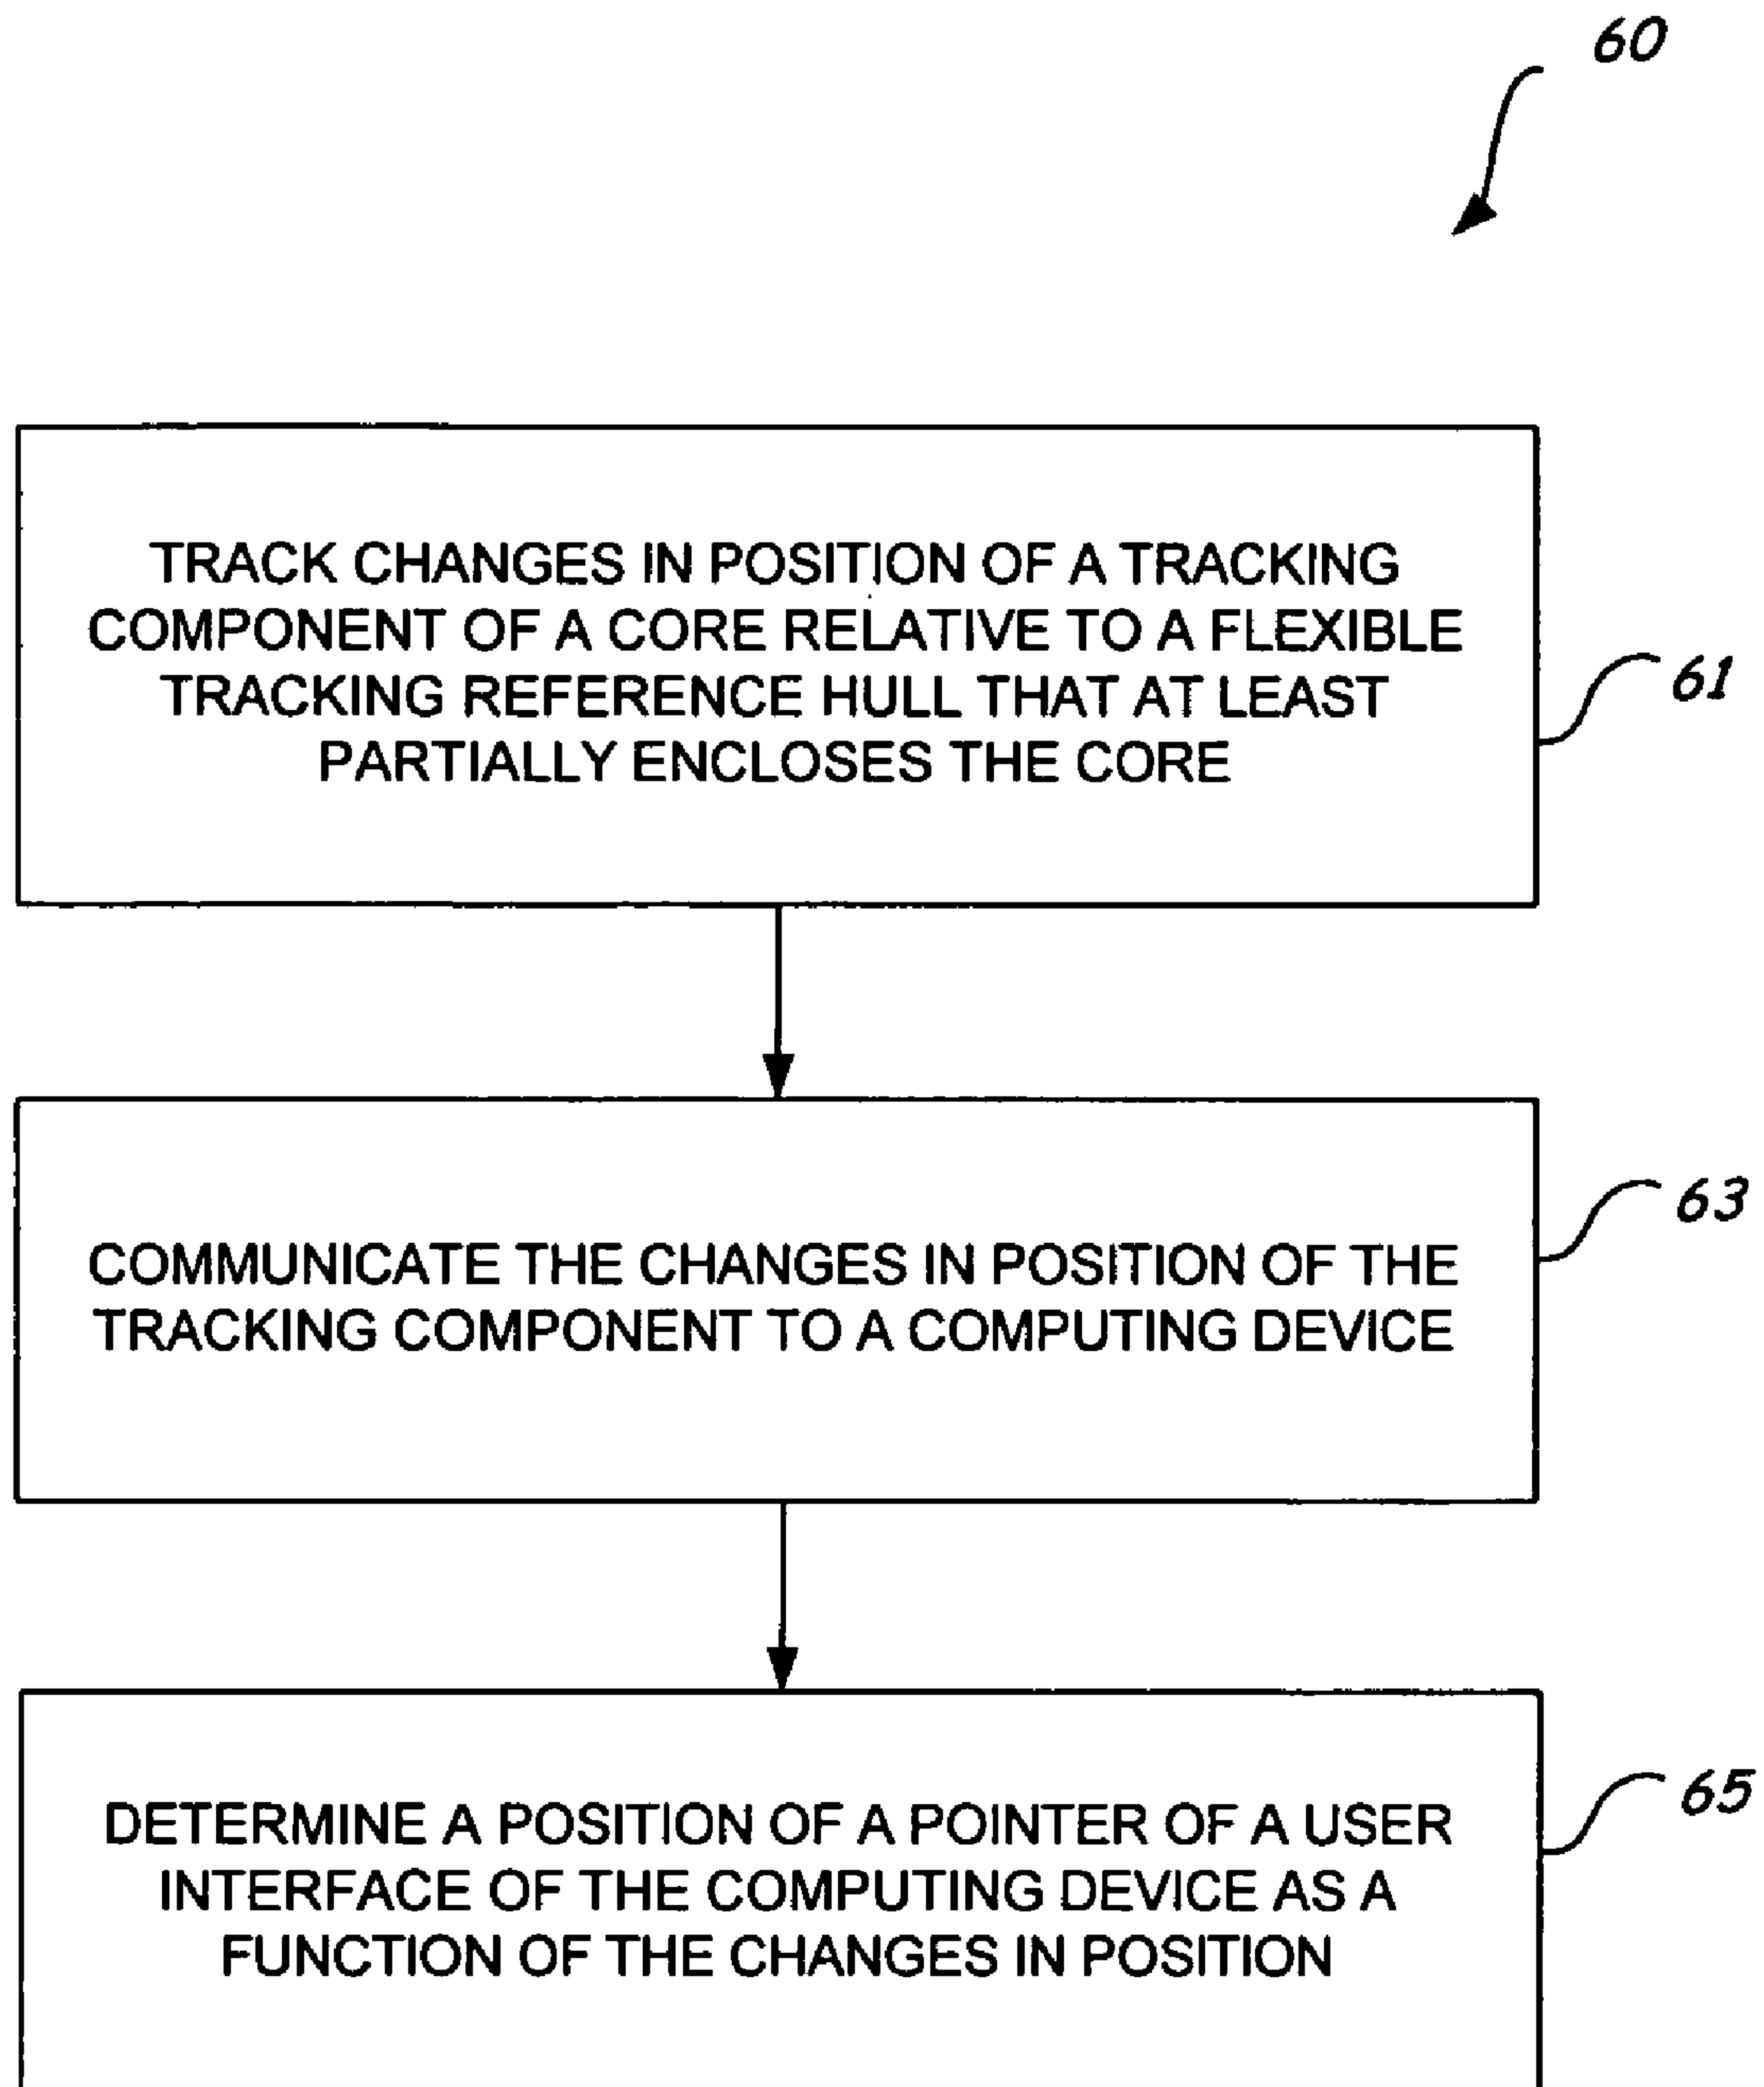 60
TRACK CHANGES IN POSITION OF A TRACKING
COMPONENT OF A CORE RELATIVE TO A FLEXIBLE
TRACKING REFERENCE HULL THAT AT LEAST
PARTIALLY ENCLOSES THE CORE
61
COMMUNICATE THE CHANGES IN POSITION OF THE
TRACKING COMPONENT TO A COMPUTING DEVICE
63
DETERMINE A POSITION OF A POINTER OF A USER
INTERFACE OF THE COMPUTING DEVICE AS A
FUNCTION OF THE CHANGES IN POSITION
65